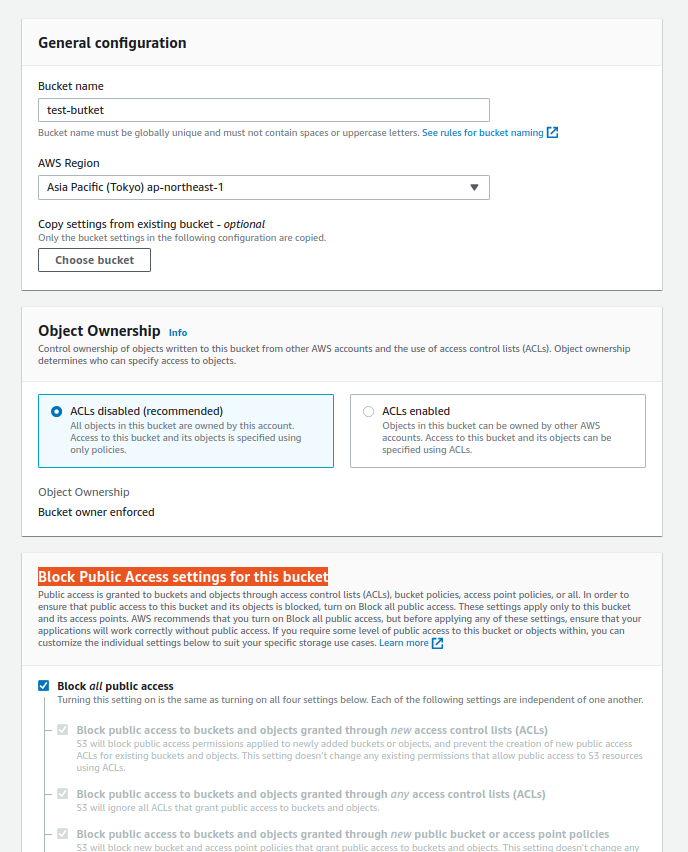 General configuration
Bucket name
test-butket
Bucket name must be globally unique and must not contain spaces or uppercase letters. See rules for bucket naming
AWS Region
Asia Pacific (Tokyo) ap-northeast-1
Copy settings from existing bucket - optional
Only the bucket settings in the following configuration are copied.
Choose bucket
Object Ownership Info
Control ownership of objects written to this bucket from other AWS accounts and the use of access control lists (ACLs). Object ownership
determines who can specify access to objects.
ACLs disabled (recommended)
All objects in this bucket are owned by this account.
Access to this bucket and its objects is specified using
only policies.
ACLs enabled
Objects in this bucket can be owned by other AWS
accounts. Access to this bucket and its objects can be
specified using ACLs.
Object Ownership
Bucket owner enforced
Block Public Access settings for this bucket
Public access is granted to buckets and objects through access control lists (ACLs), bucket policies, access point policies, or all. In order to
ensure that public access to this bucket and its objects is blocked, turn on Block all public access. These settings apply only to this bucket
and its access points. AWS recommends that you turn on Block all public access, but before applying any of these settings, ensure that your
applications will work correctly without public access. If you require some level of public access to this bucket or objects within, you can
customize the individual settings below to suit your specific storage use cases. Learn more
Block all public access
Turning this setting on is the same as turning on all four settings below. Each of the following settings are independent of one another.
Block public access to buckets and objects granted through new access control lists (ACLs)
S3 will block public access permissions applied to newly added buckets or objects, and prevent the creation of new public access
ACLs for existing buckets and objects. This setting doesn't change any existing permissions that allow public access to S3 resources
using ACLs.
Block public access to buckets and objects granted through any access control lists (ACLs)
S3 will ignore all ACLs that grant public access to buckets and objects.
Block public access to buckets and objects granted through new public bucket or access point policies
S3 will block new bucket and access point policies that grant public access to buckets and objects. This setting doesn't change any